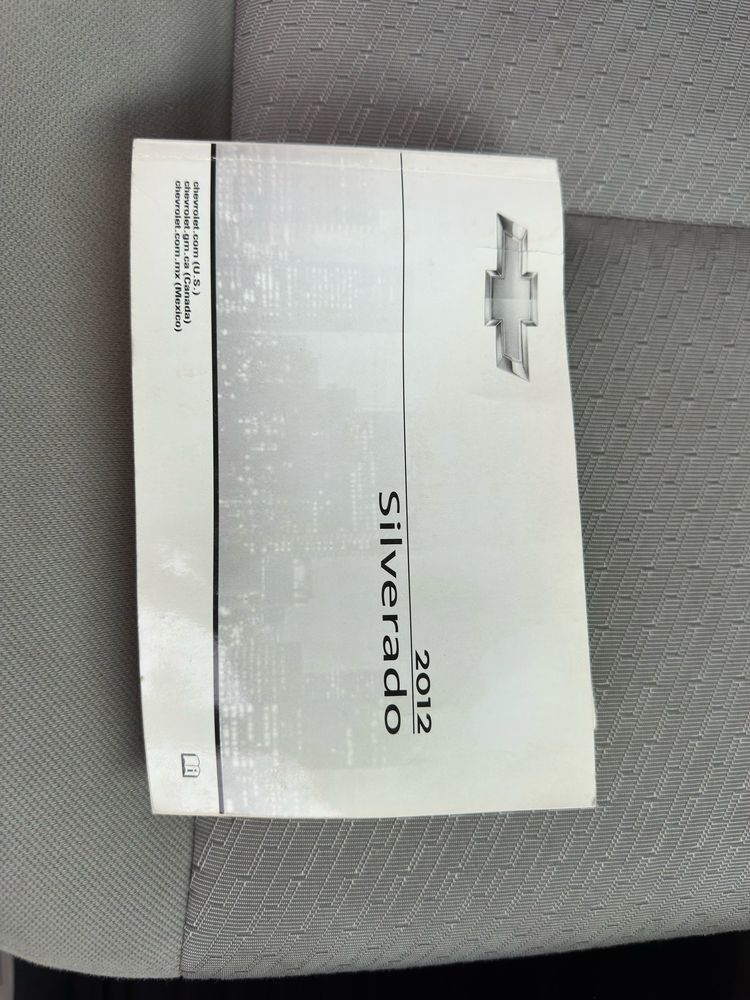 2012
Silverado
chevrolet.com (U.S.)
chevrolet.gm.ca (Canada)
chevrolet.com.mx (Mexico)
i